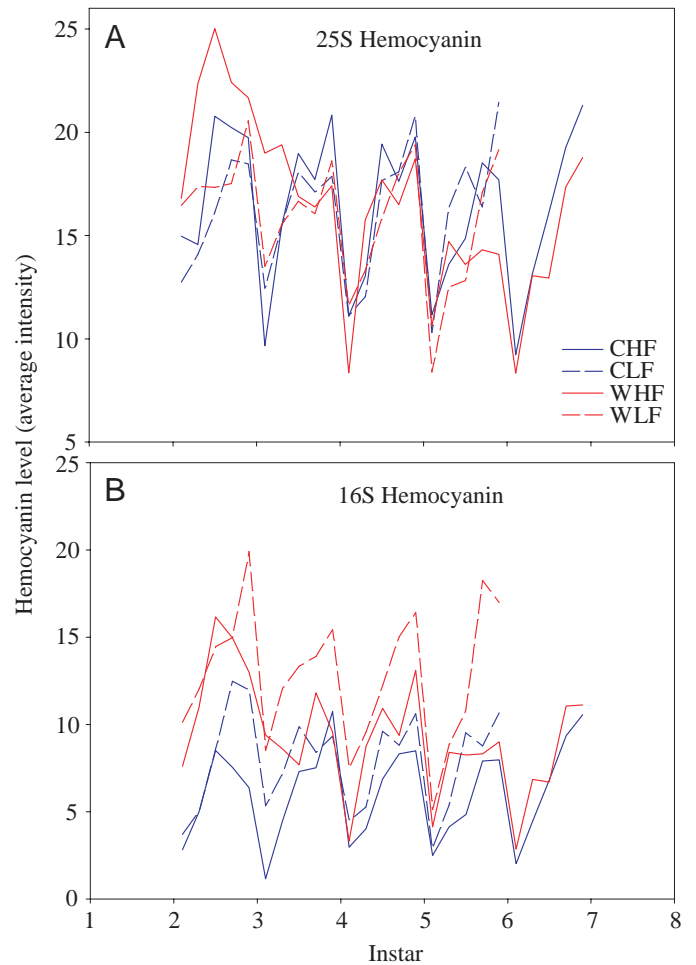 A
25S Hemocyanin
25
20
15
10
5
CHF
CLF
WHF
WLF
Hemocyanin level (average intensity)
B
16S Hemocyanin
25
20
15
10
5
0
1 2 3 4 5 6 7 8
Instar